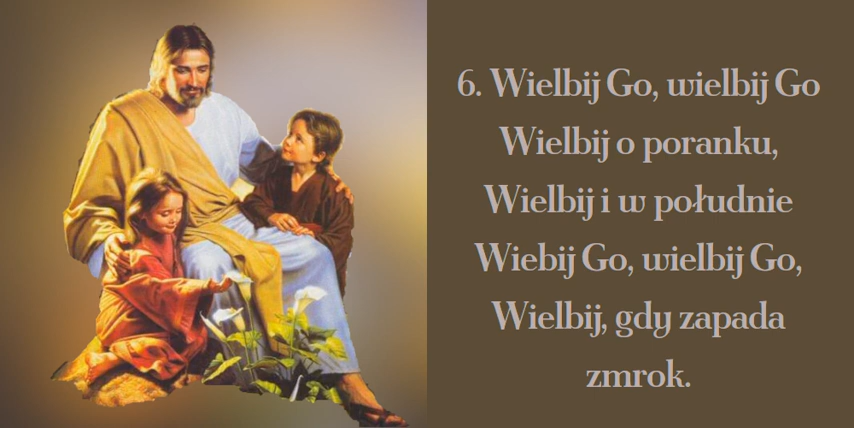 6. Wielbij Go, wielbij Go
Wielbij o poranku,
Wielbij i w południe
Wiebij Go, wielbij Go,
Wielbij, gdy zapada
zmrok.